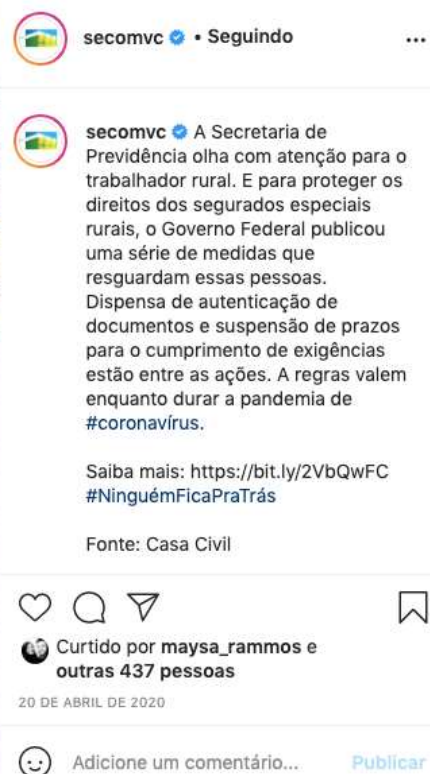 secomvc • Seguindo
...
secomvc A Secretaria de
Previdência olha com atenção para o
trabalhador rural. E para proteger os
direitos dos segurados especiais
rurais, o Governo Federal publicou
uma série de medidas que
resguardam essas pessoas.
Dispensa de autenticação de
documentos e suspensão de prazos
para o cumprimento de exigências
estão entre as ações. A regras valem
enquanto durar a pandemia de
#coronavírus.
Saiba mais: https://bit.ly/2VbQwFC
#NinguémFicaPraTrás
Fonte: Casa Civil
Curtido por maysa_rammos e
outras 437 pessoas
20 DE ABRIL DE 2020
Adicione um comentário... Publicar